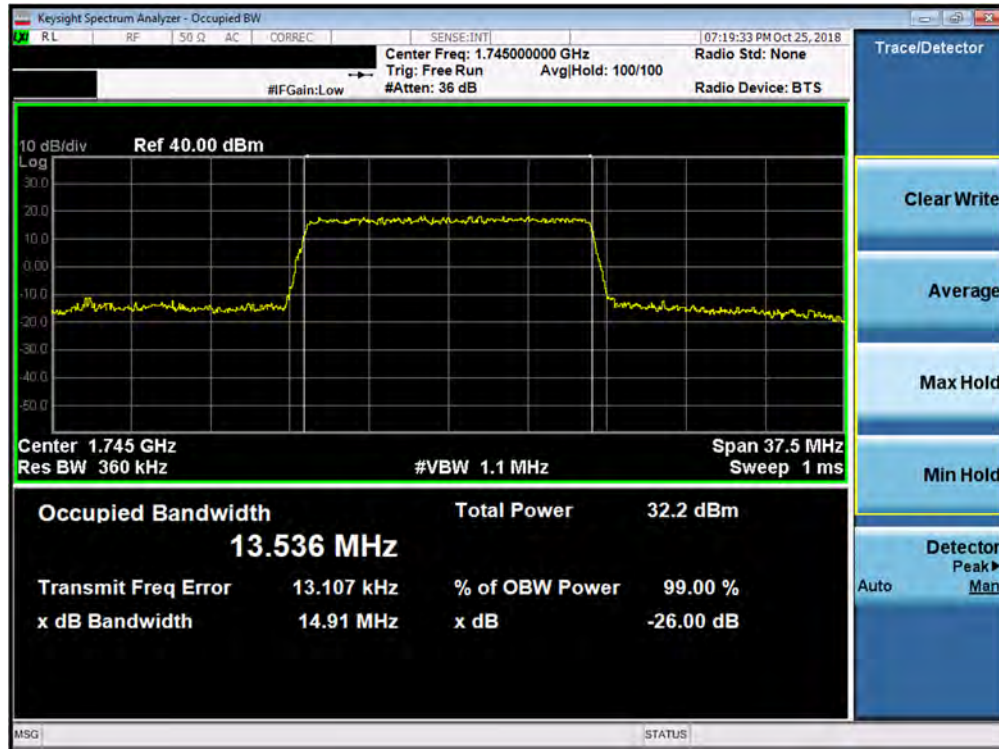 Keysight Spectrum Analyzer - Occupied BW
LXI RL RF 50 Ω AC CORREC SENSE:INT 07:19:33 PM Oct 25, 2018
Center Freq: 1.745000000 GHz Radio Std: None
Trig: Free Run Avg|Hold: 100/100
#IFGain:Low #Atten: 36 dB Radio Device: BTS
Trace/Detector
10 dB/div Ref 40.00 dBm
Log
30.0
20.0
10.0
0.00
-10.0
-20.0
-30.0
-40.0
-50.0
Center 1.745 GHz Span 37.5 MHz
Res BW 360 kHz #VBW 1.1 MHz Sweep 1 ms
Occupied Bandwidth Total Power 32.2 dBm
13.536 MHz
Transmit Freq Error 13.107 kHz % of OBW Power 99.00 %
x dB Bandwidth 14.91 MHz x dB -26.00 dB
Clear Write
Average
Max Hold
Min Hold
Detector
Peak▶
Auto Man
MSG STATUS